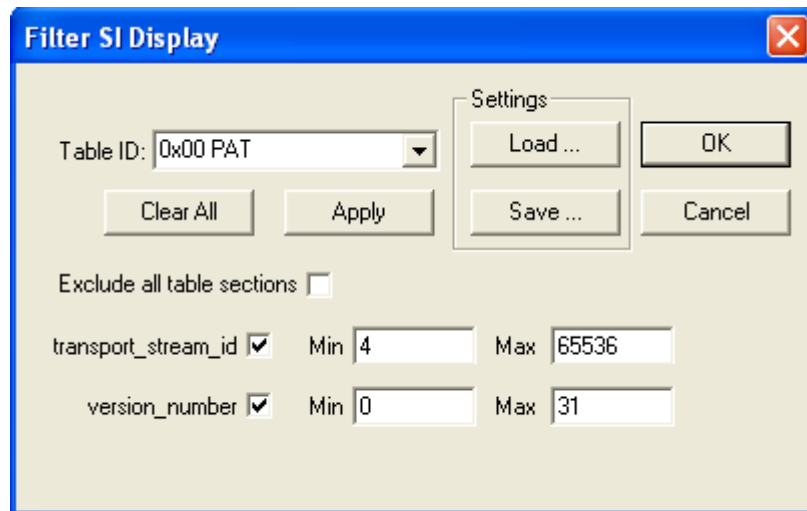 Filter SI Display
Settings
Table ID: 0x00 PAT Load ... OK
Clear All Apply Save ... Cancel
Exclude all table sections
transport_stream_id Min 4 Max 65536
version_number Min 0 Max 31